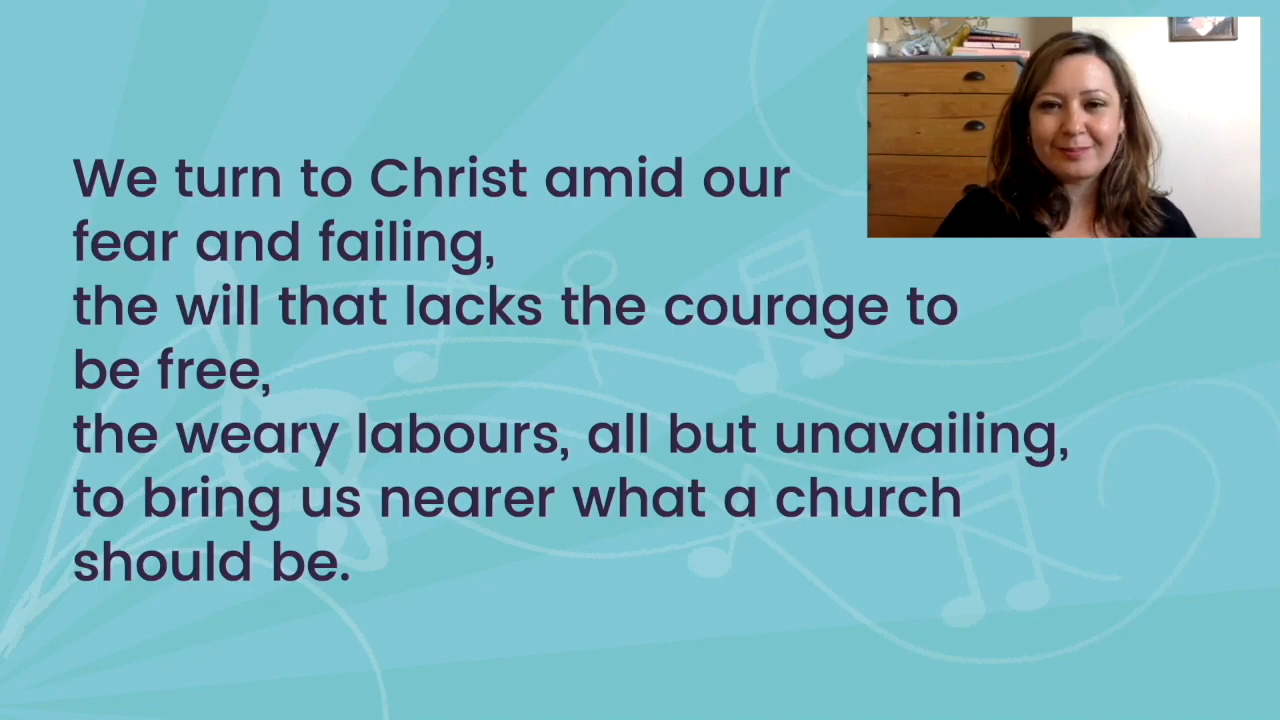 We turn to Christ amid our
fear and failing,
the will that lacks the courage to
be free,
the weary labours, all but unavailing,
to bring us nearer what a church
should be.